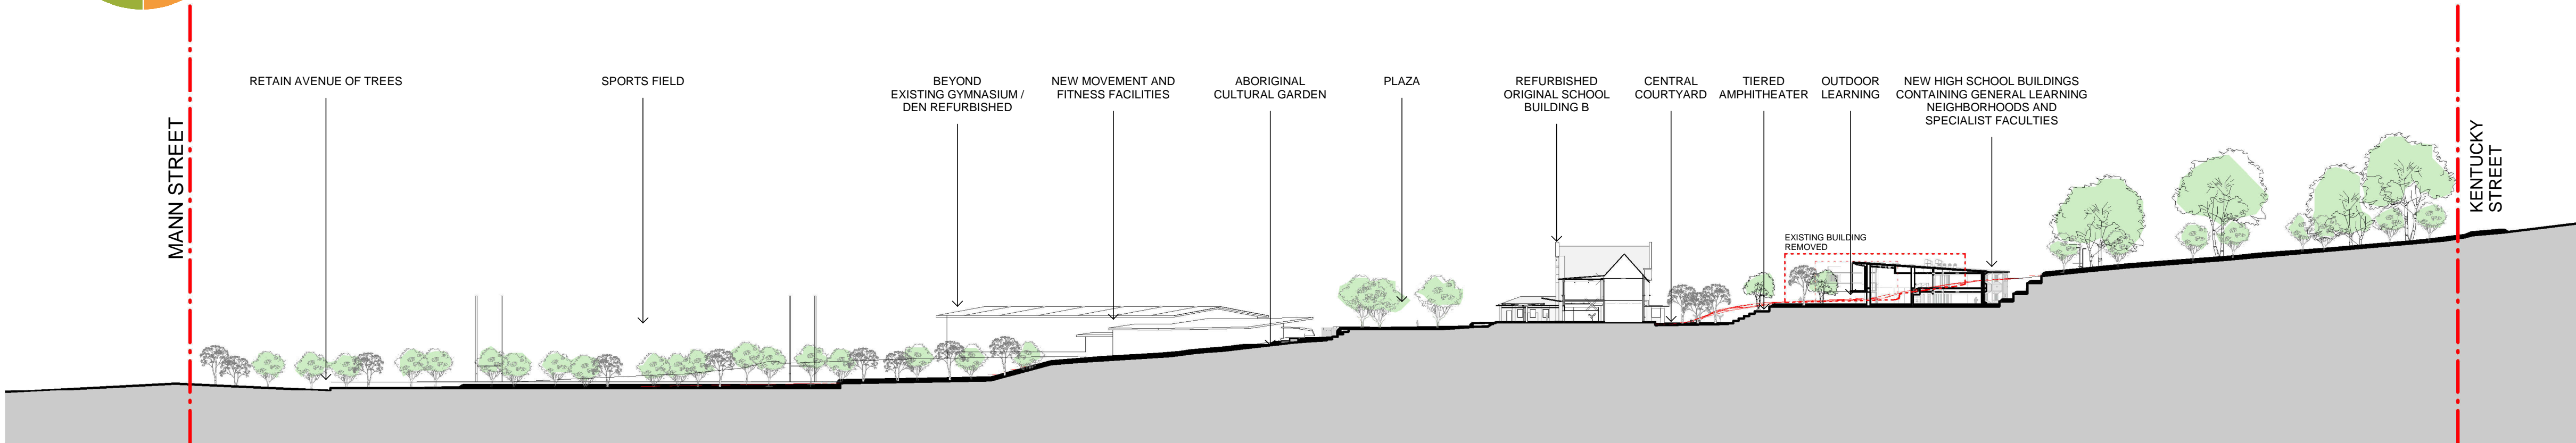 MANN STREET
RETAIN AVENUE OF TREES
SPORTS FIELD
BEYOND
EXISTING GYMNASIUM /
DEN REFURBISHED
NEW MOVEMENT AND
FITNESS FACILITIES
ABORIGINAL
CULTURAL GARDEN
PLAZA
REFURBISHED
ORIGINAL SCHOOL
BUILDING B
CENTRAL
COURTYARD
TIERED
AMPHITHEATER
OUTDOOR
LEARNING
NEW HIGH SCHOOL BUILDINGS
CONTAINING GENERAL LEARNING
NEIGHBORHOODS AND
SPECIALIST FACULTIES
EXISTING BUILDING
REMOVED
KENTUCKY
STREET